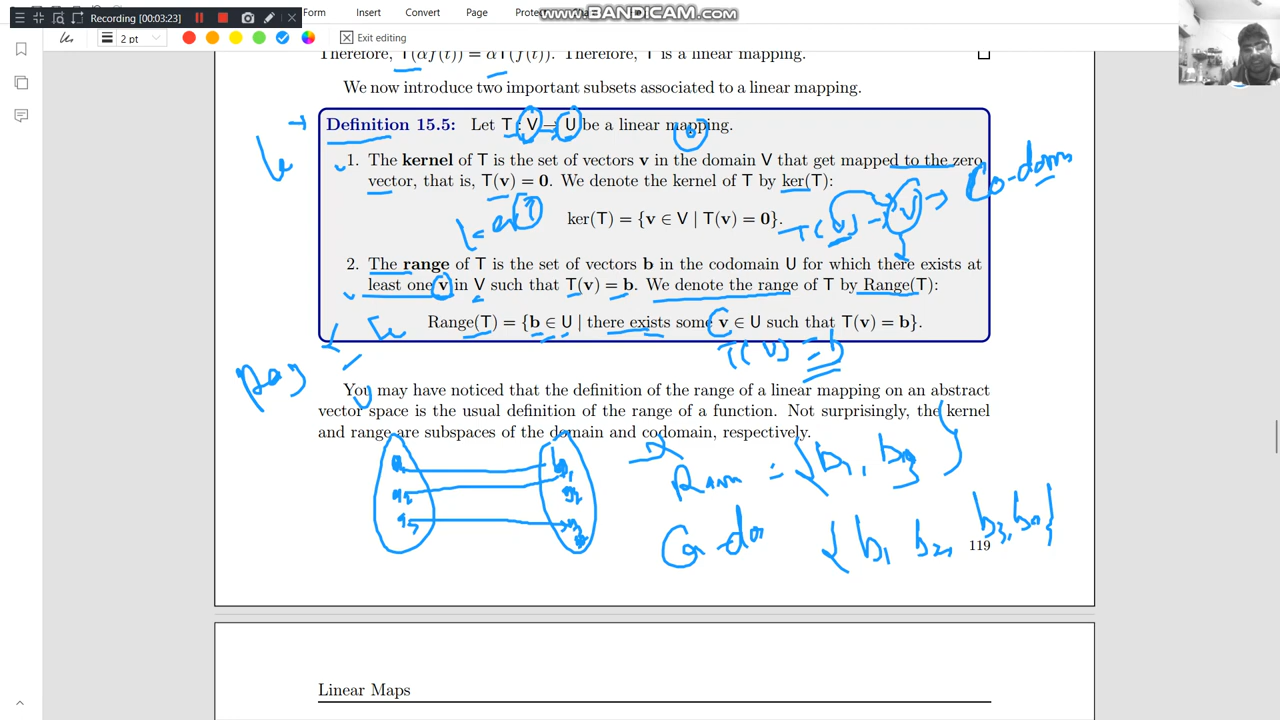 Recording [00:03:23]
Form Insert Convert Page Prote
www.BANDICAM.com
2 pt
Exit editing
Therefore, T(αf(t)) = αT(f(t)). Therefore, T is a linear mapping.
We now introduce two important subsets associated to a linear mapping.
Definition 15.5: Let T : V → U be a linear mapping.
1. The kernel of T is the set of vectors v in the domain V that get mapped to the zero
vector, that is, T(v) = 0. We denote the kernel of T by ker(T):
Co-dom
ker(T) = {v ∈ V | T(v) = 0}.
2. The range of T is the set of vectors b in the codomain U for which there exists at
least one v in V such that T(v) = b. We denote the range of T by Range(T):
Range(T) = {b ∈ U | there exists some v ∈ U such that T(v) = b}.
T(v) = b
You may have noticed that the definition of the range of a linear mapping on an abstract
vector space is the usual definition of the range of a function. Not surprisingly, the kernel
and range are subspaces of the domain and codomain, respectively.
Co-do {b1 b2,
119
Linear Maps